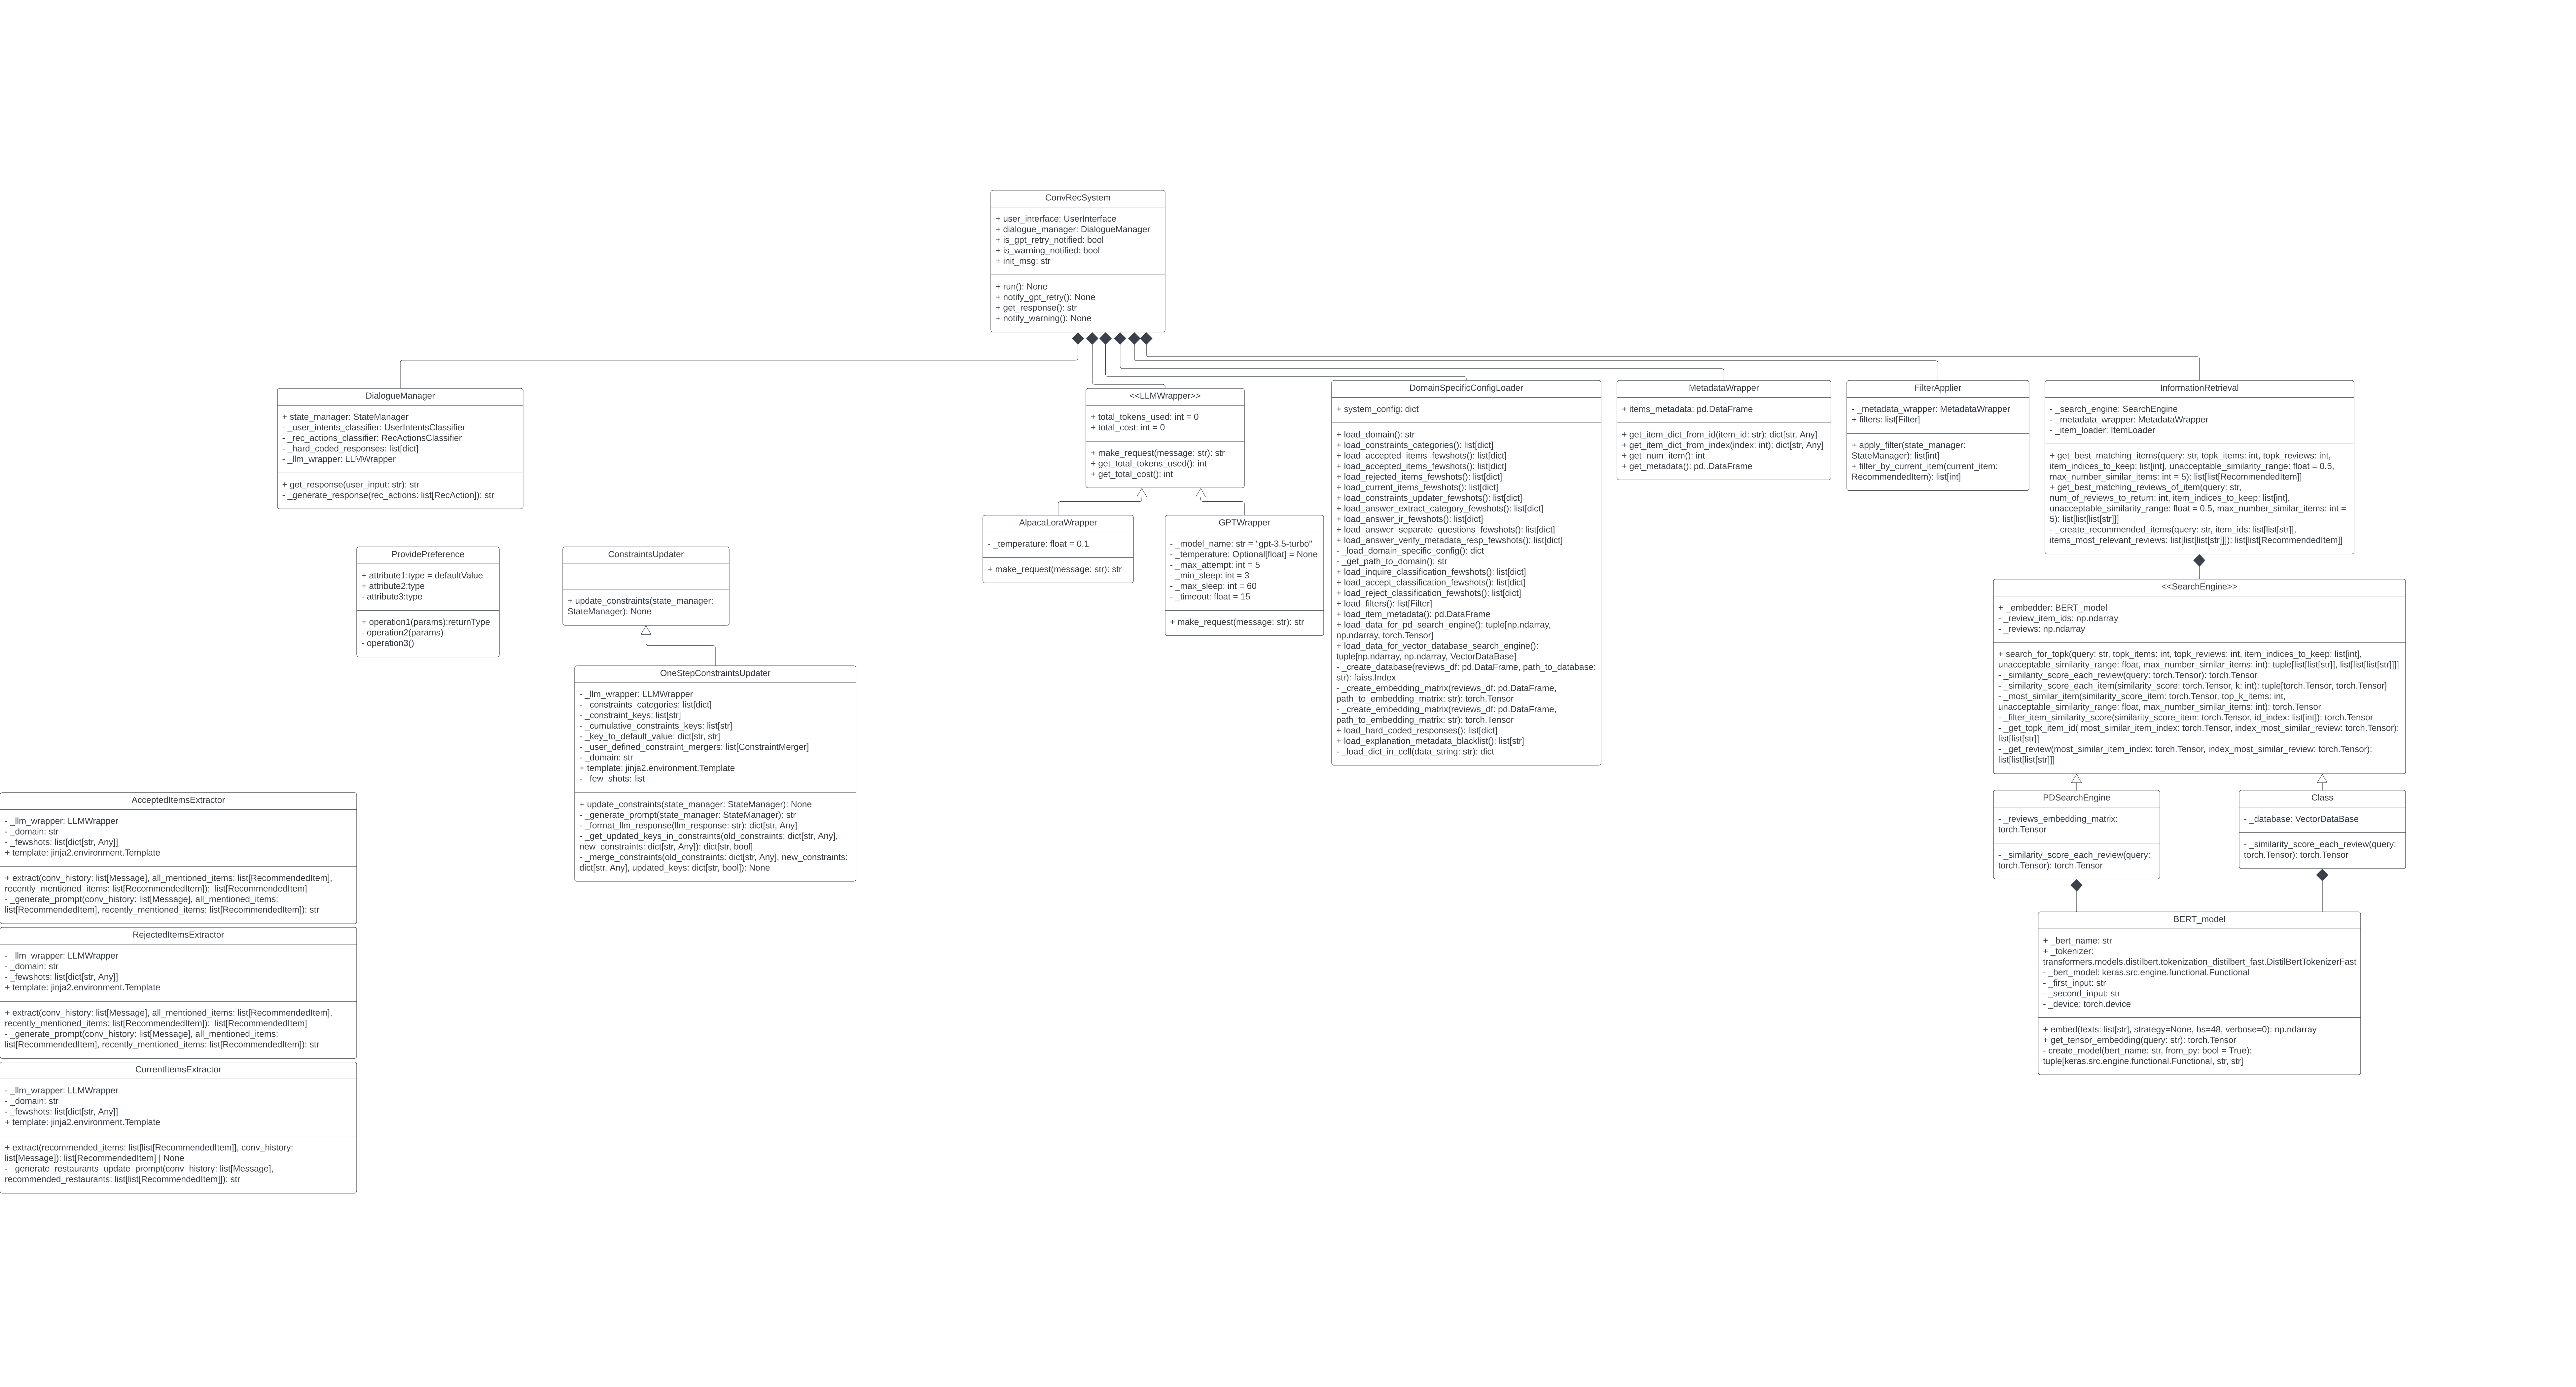 ConvRecSystem
+ user_interface: UserInterface
+ dialogue_manager: DialogueManager
+ is_gpt_retry_notified: bool
+ is_warning_notified: bool
+ init_msg: str
+ run(): None
+ notify_gpt_retry(): None
+ get_response(): str
+ notify_warning(): None
DialogueManager
+ state_manager: StateManager
- _user_intents_classifier: UserIntentsClassifier
- _rec_actions_classifier: RecActionsClassifier
- _hard_coded_responses: list[dict]
- _llm_wrapper: LLMWrapper
+ get_response(user_input: str): str
- _generate_response(rec_actions: list[RecAction]): str
<<LLMWrapper>>
+ total_tokens_used: int = 0
+ total_cost: int = 0
+ make_request(message: str): str
+ get_total_tokens_used(): int
+ get_total_cost(): int
DomainSpecificConfigLoader
+ system_config: dict
+ load_domain(): str
+ load_constraints_categories(): list[dict]
+ load_accepted_items_fewshots(): list[dict]
+ load_accepted_items_fewshots(): list[dict]
+ load_rejected_items_fewshots(): list[dict]
+ load_current_items_fewshots(): list[dict]
+ load_constraints_updater_fewshots(): list[dict]
+ load_answer_extract_category_fewshots(): list[dict]
+ load_answer_ir_fewshots(): list[dict]
+ load_answer_separate_questions_fewshots(): list[dict]
+ load_answer_verify_metadata_resp_fewshots(): list[dict]
- _load_domain_specific_config(): dict
- _get_path_to_domain(): str
+ load_inquire_classification_fewshots(): list[dict]
+ load_accept_classification_fewshots(): list[dict]
+ load_reject_classification_fewshots(): list[dict]
+ load_filters(): list[Filter]
+ load_item_metadata(): pd.DataFrame
+ load_data_for_pd_search_engine(): tuple[np.ndarray,
np.ndarray, torch.Tensor]
+ load_data_for_vector_database_search_engine():
tuple[np.ndarray, np.ndarray, VectorDataBase]
- _create_database(reviews_df: pd.DataFrame, path_to_database:
str): faiss.Index
- _create_embedding_matrix(reviews_df: pd.DataFrame,
path_to_embedding_matrix: str): torch.Tensor
- _create_embedding_matrix(reviews_df: pd.DataFrame,
path_to_embedding_matrix: str): torch.Tensor
+ load_hard_coded_responses(): list[dict]
+ load_explanation_metadata_blacklist(): list[str]
- _load_dict_in_cell(data_string: str): dict
MetadataWrapper
+ items_metadata: pd.DataFrame
+ get_item_dict_from_id(item_id: str): dict[str, Any]
+ get_item_dict_from_index(index: int): dict[str, Any]
+ get_num_item(): int
+ get_metadata(): pd..DataFrame
FilterApplier
- _metadata_wrapper: MetadataWrapper
+ filters: list[Filter]
+ apply_filter(state_manager:
StateManager): list[int]
+ filter_by_current_item(current_item:
RecommendedItem): list[int]
InformationRetrieval
- _search_engine: SearchEngine
- _metadata_wrapper: MetadataWrapper
- _item_loader: ItemLoader
+ get_best_matching_items(query: str, topk_items: int, topk_reviews: int,
item_indices_to_keep: list[int], unacceptable_similarity_range: float = 0.5,
max_number_similar_items: int = 5): list[list[RecommendedItem]]
+ get_best_matching_reviews_of_item(query: str,
num_of_reviews_to_return: int, item_indices_to_keep: list[int],
unacceptable_similarity_range: float = 0.5, max_number_similar_items: int =
5): list[list[str]]]
- _create_recommended_items(query: str, item_ids: list[list[str]],
items_most_relevant_reviews: list[list[list[str]]]): list[list[RecommendedItem]]
AlpacaLoraWrapper
- _temperature: float = 0.1
+ make_request(message: str): str
GPTWrapper
- _model_name: str = "gpt-3.5-turbo"
- _temperature: Optional[float] = None
- _max_attempt: int = 5
- _min_sleep: int = 3
- _max_sleep: int = 60
- _timeout: float = 15
+ make_request(message: str): str
ProvidePreference
+ attribute1:type = defaultValue
+ attribute2:type
- attribute3:type
+ operation1(params):returnType
- operation2(params)
- operation3()
ConstraintsUpdater
+ update_constraints(state_manager:
StateManager): None
OneStepConstraintsUpdater
- _llm_wrapper: LLMWrapper
- _constraints_categories: list[dict]
- _constraint_keys: list[str]
- _cumulative_constraints_keys: list[str]
- _key_to_default_value: dict[str, str]
- _user_defined_constraint_mergers: list[ConstraintMerger]
- _domain: str
+ template: jinja2.environment.Template
- _few_shots: list
+ update_constraints(state_manager: StateManager): None
- _generate_prompt(state_manager: StateManager): str
- _format_llm_response(llm_response: str): dict[str, Any]
- _get_updated_keys_in_constraints(old_constraints: dict[str, Any],
new_constraints: dict[str, Any]): dict[str, bool]
- _merge_constraints(old_constraints: dict[str, Any], new_constraints:
dict[str, Any], updated_keys: dict[str, bool]): None
<<SearchEngine>>
+ _embedder: BERT_model
- _review_item_ids: np.ndarray
- _reviews: np.ndarray
+ search_for_topk(query: str, topk_items: int, topk_reviews: int, item_indices_to_keep: list[int],
unacceptable_similarity_range: float, max_number_similar_items: int): tuple[list[list[str]], list[list[list[str]]]]
- _similarity_score_each_review(query: torch.Tensor): torch.Tensor
- _similarity_score_each_item(similarity_score: torch.Tensor, k: int): tuple[torch.Tensor, torch.Tensor]
- _most_similar_item(similarity_score_item: torch.Tensor, top_k_items: int,
unacceptable_similarity_range: float, max_number_similar_items: int): torch.Tensor
- _filter_item_similarity_score(similarity_score_item: torch.Tensor, id_index: list[int]): torch.Tensor
- _get_topk_item_id( most_similar_item_index: torch.Tensor, index_most_similar_review: torch.Tensor):
list[list[str]]
- _get_review(most_similar_item_index: torch.Tensor, index_most_similar_review: torch.Tensor):
list[list[list[str]]]
PDSearchEngine
- _reviews_embedding_matrix:
torch.Tensor
- _similarity_score_each_review(query:
torch.Tensor): torch.Tensor
Class
- _database: VectorDataBase
- _similarity_score_each_review(query:
torch.Tensor): torch.Tensor
BERT_model
+ _bert_name: str
+ _tokenizer:
transformers.models.distilbert.tokenization_distilbert_fast.DistilBertTokenizerFast
- _bert_model: keras.src.engine.functional.Functional
- _first_input: str
- _second_input: str
- _device: torch.device
+ embed(texts: list[str], strategy=None, bs=48, verbose=0): np.ndarray
+ get_tensor_embedding(query: str): torch.Tensor
- create_model(bert_name: str, from_py: bool = True):
tuple[keras.src.engine.functional.Functional, str, str]
AcceptedItemsExtractor
- _llm_wrapper: LLMWrapper
- _domain: str
- _fewshots: list[dict[str, Any]]
+ template: jinja2.environment.Template
+ extract(conv_history: list[Message], all_mentioned_items: list[RecommendedItem],
recently_mentioned_items: list[RecommendedItem]):  list[RecommendedItem]
- _generate_prompt(conv_history: list[Message], all_mentioned_items:
list[RecommendedItem], recently_mentioned_items: list[RecommendedItem]): str
RejectedItemsExtractor
- _llm_wrapper: LLMWrapper
- _domain: str
- _fewshots: list[dict[str, Any]]
+ template: jinja2.environment.Template
+ extract(conv_history: list[Message], all_mentioned_items: list[RecommendedItem],
recently_mentioned_items: list[RecommendedItem]):  list[RecommendedItem]
- _generate_prompt(conv_history: list[Message], all_mentioned_items:
list[RecommendedItem], recently_mentioned_items: list[RecommendedItem]): str
CurrentItemsExtractor
- _llm_wrapper: LLMWrapper
- _domain: str
- _fewshots: list[dict[str, Any]]
+ template: jinja2.environment.Template
+ extract(recommended_items: list[list[RecommendedItem]], conv_history:
list[Message]): list[RecommendedItem] | None
- _generate_restaurants_update_prompt(conv_history: list[Message],
recommended_restaurants: list[list[RecommendedItem]]): str